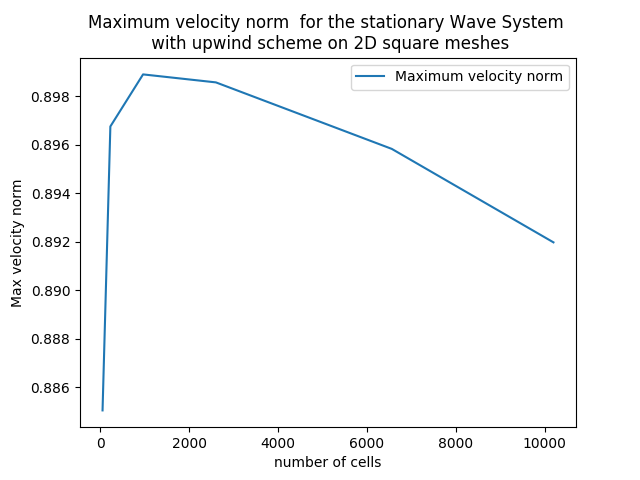 Maximum velocity norm  for the stationary Wave System
with upwind scheme on 2D square meshes
Maximum velocity norm
Max velocity norm
0.898
0.896
0.894
0.892
0.890
0.888
0.886
0
2000
4000
6000
8000
10000
number of cells